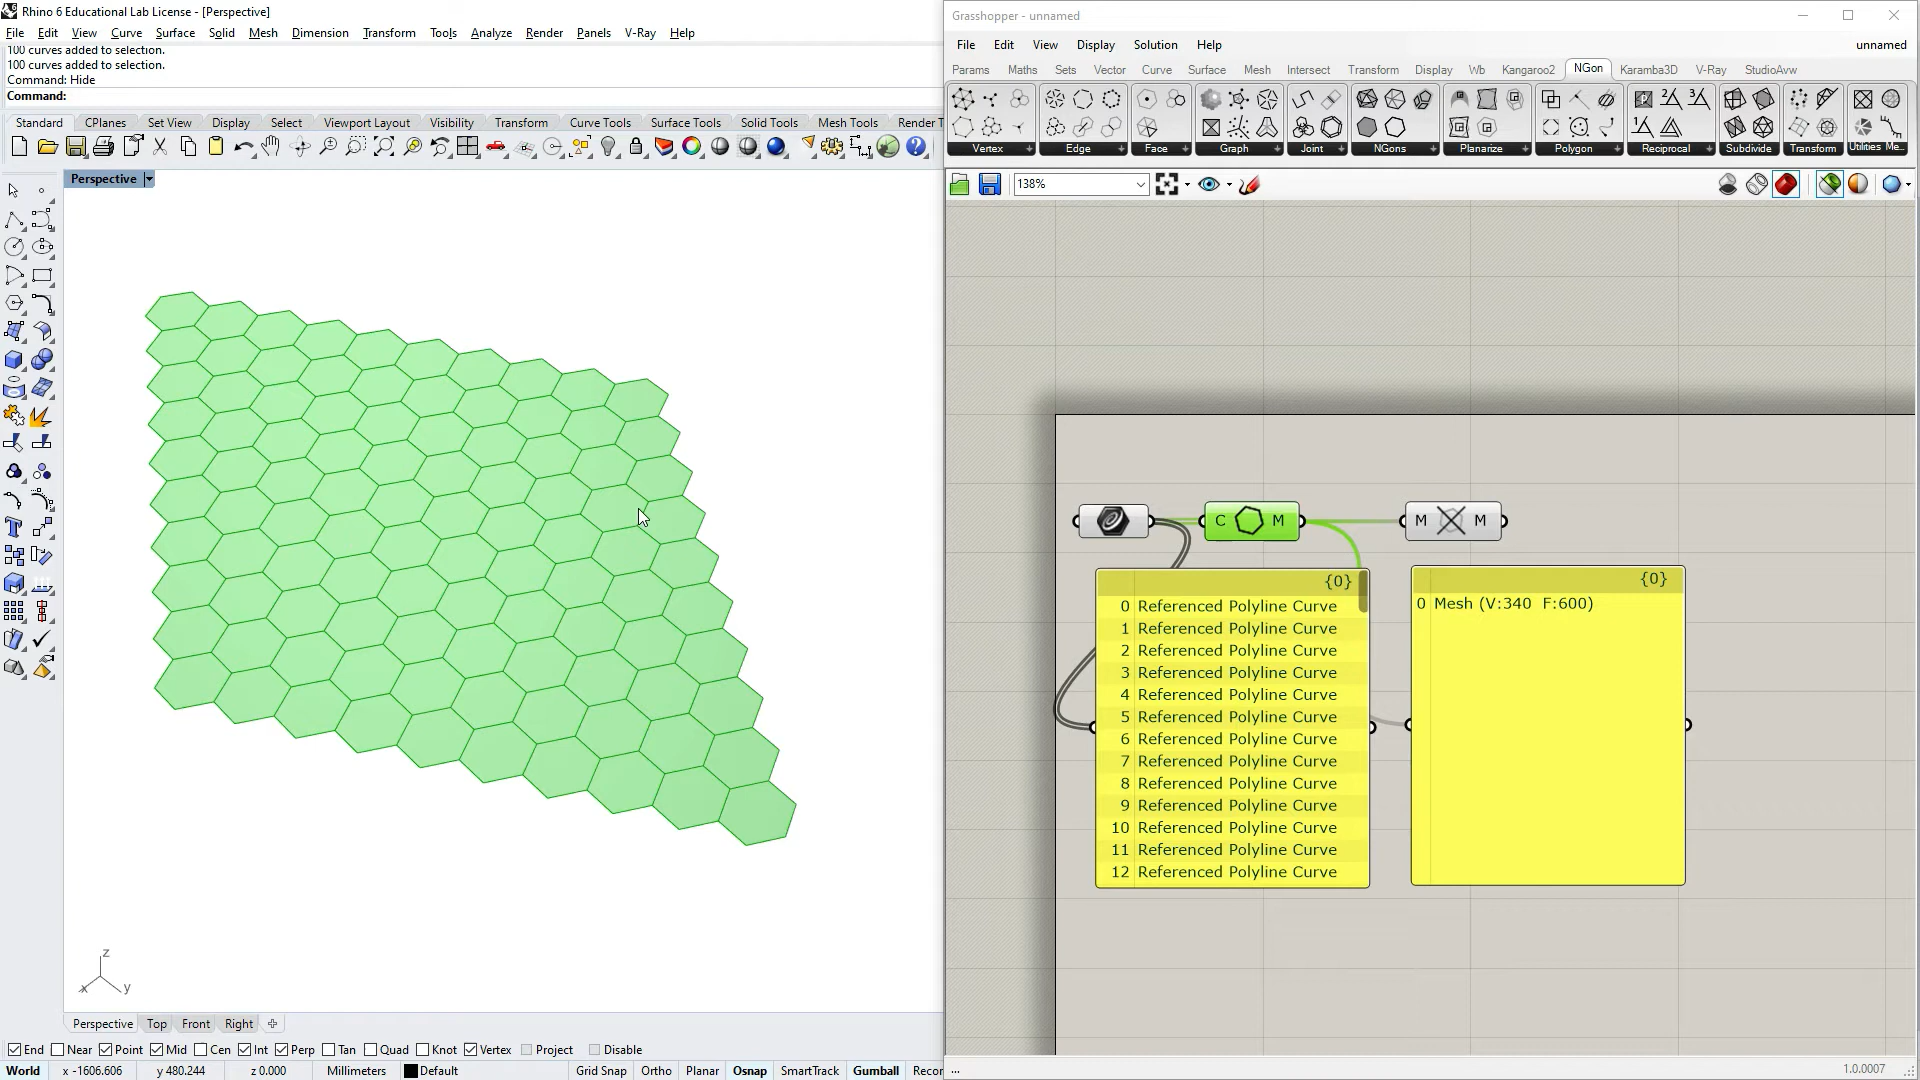 Rhino 6 Educational Lab License - [Perspective]
File Edit View Curve Surface Solid Mesh Dimension Transform Tools Analyze Render Panels V-Ray Help
100 curves added to selection.
100 curves added to selection.
Command: Hide
Command:
Standard CPlanes Set View Display Select Viewport Layout Visibility Transform Curve Tools Surface Tools Solid Tools Mesh Tools Render T
Perspective
z
x
y
Perspective Top Front Right
End Near Point Mid Cen Int Perp Tan Quad Knot Vertex Project Disable
World x -1606.606 y 480.244 z 0.000 Millimeters Default Grid Snap Ortho Planar Osnap SmartTrack Gumball Recor
Grasshopper - unnamed
File Edit View Display Solution Help unnamed
Params Maths Sets Vector Curve Surface Mesh Intersect Transform Display Wb Kangaroo2 NGon Karamba3D V-Ray StudioAvw
Vertex Edge Face Graph Joint NGons Planarize Polygon Reciprocal Subdivide Transform Utilities Me...
138%
C M
M M
{0}
0 Referenced Polyline Curve
1 Referenced Polyline Curve
2 Referenced Polyline Curve
3 Referenced Polyline Curve
4 Referenced Polyline Curve
5 Referenced Polyline Curve
6 Referenced Polyline Curve
7 Referenced Polyline Curve
8 Referenced Polyline Curve
9 Referenced Polyline Curve
10 Referenced Polyline Curve
11 Referenced Polyline Curve
12 Referenced Polyline Curve
{0}
0 Mesh (V:340 F:600)
... 1.0.0007